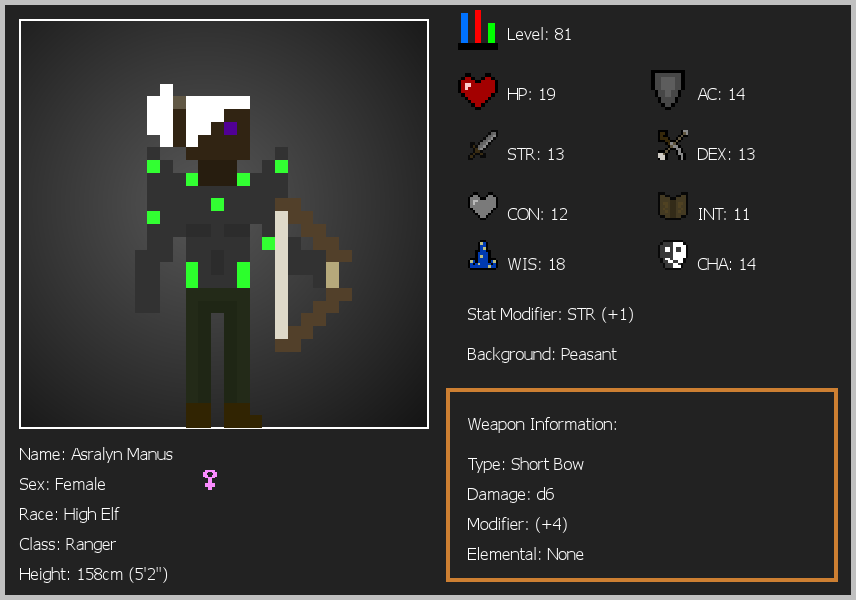 Level: 81
HP: 19
AC: 14
STR: 13
DEX: 13
CON: 12
INT: 11
WIS: 18
CHA: 14
Stat Modifier: STR (+1)
Background: Peasant
Weapon Information:
Type: Short Bow
Damage: d6
Modifier: (+4)
Elemental: None
Name: Asralyn Manus
Sex: Female
Race: High Elf
Class: Ranger
Height: 158cm (5'2")